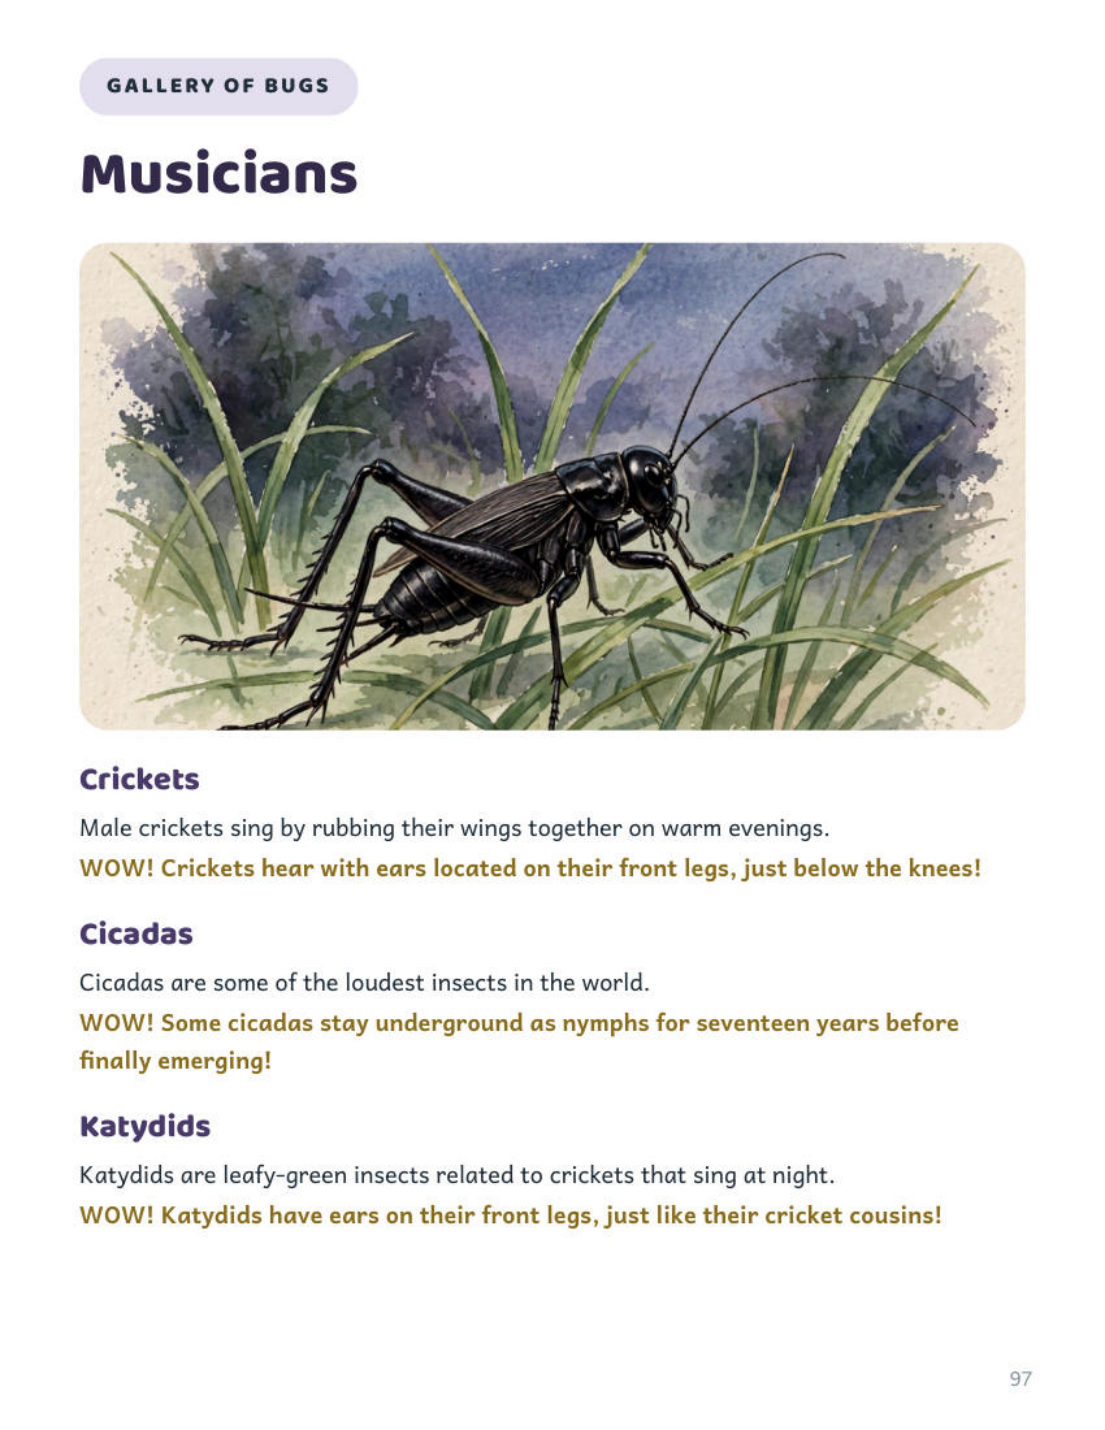 GALLERY OF BUGS
Musicians
Crickets
Male crickets sing by rubbing their wings together on warm evenings.
WOW! Crickets hear with ears located on their front legs, just below the knees!
Cicadas
Cicadas are some of the loudest insects in the world.
WOW! Some cicadas stay underground as nymphs for seventeen years before
finally emerging!
Katydids
Katydids are leafy-green insects related to crickets that sing at night.
WOW! Katydids have ears on their front legs, just like their cricket cousins!
97